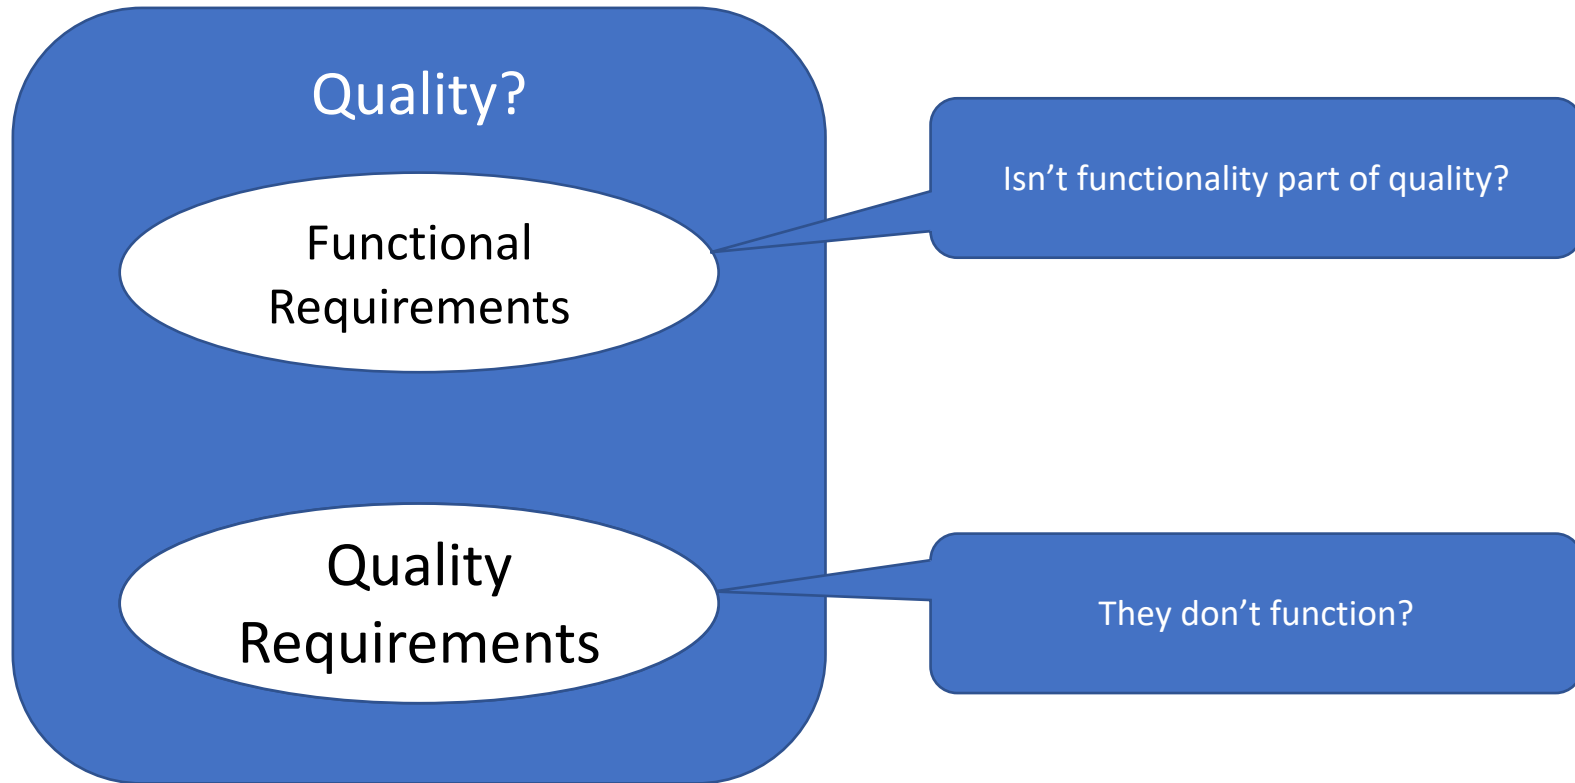 Quality?
Functional
Requirements
Isn’t functionality part of quality?
Quality
Requirements
They don’t function?